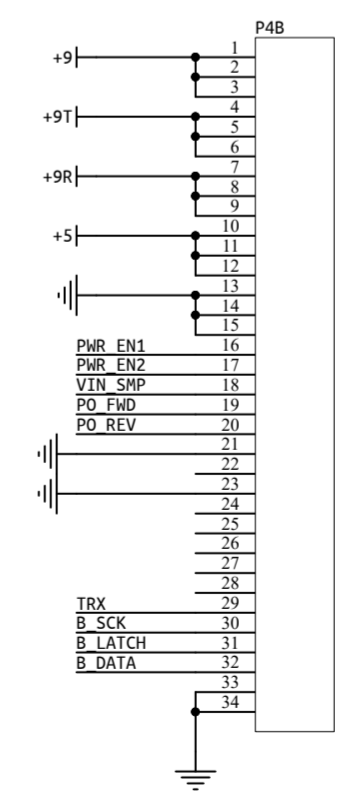 P4B
+9 1
2
3
+9T 4
5
6
+9R 7
8
9
+5 10
11
12
13
14
15
PWR_EN1 16
PWR_EN2 17
VIN_SMP 18
PO_FWD 19
PO_REV 20
21
22
23
24
25
26
27
28
TRX 29
B_SCK 30
B_LATCH 31
B_DATA 32
33
34